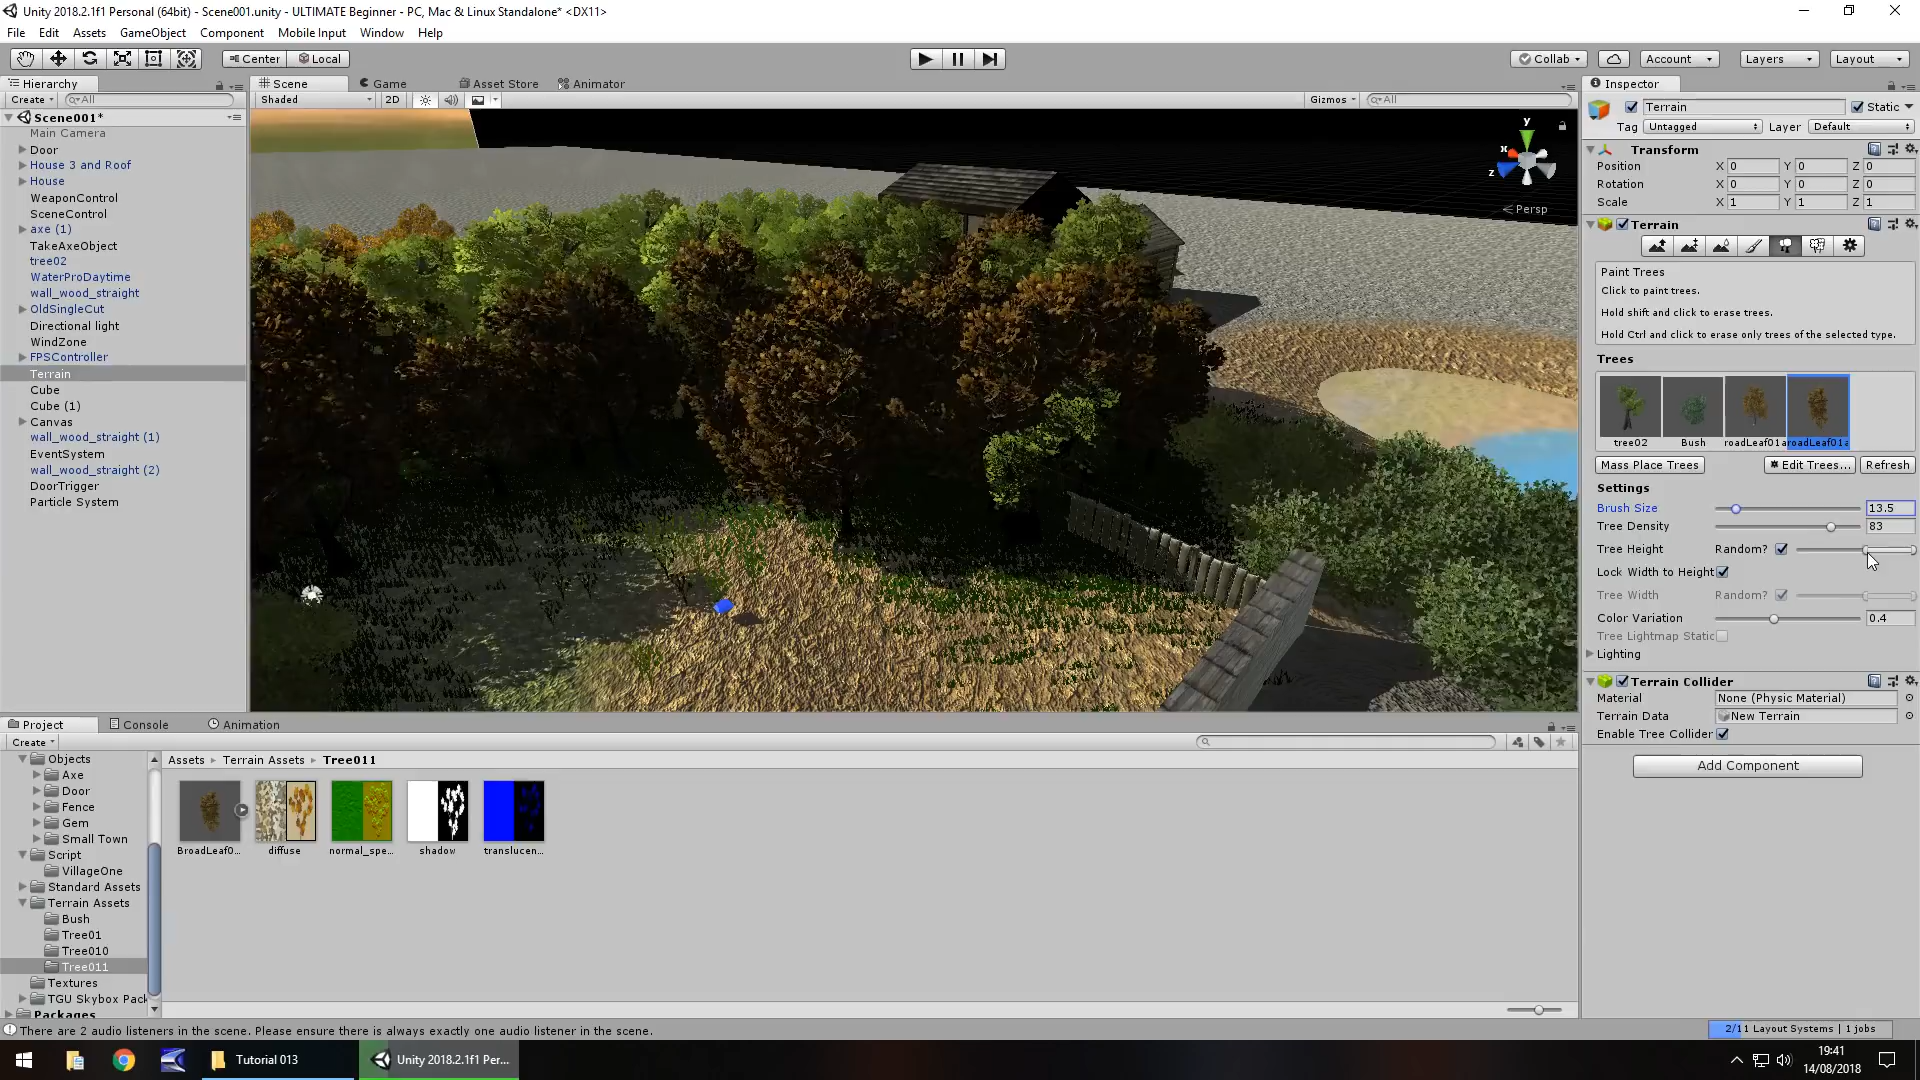 Unity 2018.2.1f1 Personal (64bit) - Scene001.unity - ULTIMATE Beginner - PC, Mac & Linux Standalone* <DX11>
File Edit Assets GameObject Component Mobile Input Window Help
Center Local Collab Account Layers Layout
Hierarchy
Create All
Scene001*
Main Camera
Door
House 3 and Roof
House
WeaponControl
SceneControl
axe (1)
TakeAxeObject
tree02
WaterProDaytime
wall_wood_straight
OldSingleCut
Directional light
WindZone
FPSController
Terrain
Cube
Cube (1)
Canvas
wall_wood_straight (1)
EventSystem
wall_wood_straight (2)
DoorTrigger
Particle System
Scene Game Asset Store Animator
Shaded 2D Gizmos All
y
x
z
Persp
Inspector
Terrain Static
Tag Untagged Layer Default
Transform
Position X 0 Y 0 Z 0
Rotation X 0 Y 0 Z 0
Scale X 1 Y 1 Z 1
Terrain
Paint Trees
Click to paint trees.
Hold shift and click to erase trees.
Hold Ctrl and click to erase only trees of the selected type.
Trees
tree02 Bush roadLeaf01a roadLeaf01a
Mass Place Trees Edit Trees... Refresh
Settings
Brush Size 13.5
Tree Density 83
Tree Height Random?
Lock Width to Height
Tree Width Random?
Color Variation 0.4
Tree Lightmap Static
Lighting
Terrain Collider
Material None (Physic Material)
Terrain Data New Terrain
Enable Tree Collider
Add Component
Project Console Animation
Create
Objects
Axe
Door
Fence
Gem
Small Town
Script
VillageOne
Standard Assets
Terrain Assets
Bush
Tree01
Tree010
Tree011
Textures
TGU Skybox Pack
Packages
Assets Terrain Assets Tree011
BroadLeaf0... diffuse normal_spe... shadow translucen...
There are 2 audio listeners in the scene. Please ensure there is always exactly one audio listener in the scene.
2/11 Layout Systems | 1 jobs
Tutorial 013 Unity 2018.2.1f1 Per...
19:41
14/08/2018